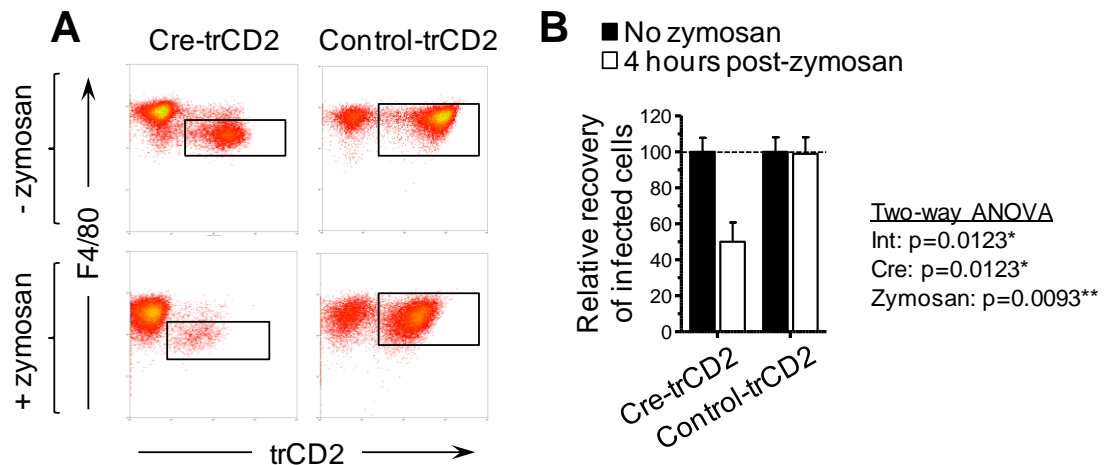 A
Cre-trCD2
Control-trCD2
- zymosan
+ zymosan
F4/80
trCD2
B
No zymosan
4 hours post-zymosan
Relative recovery
of infected cells
120
100
80
60
40
20
0
Cre-trCD2
Control-trCD2
Two-way ANOVA
Int: p=0.0123*
Cre: p=0.0123*
Zymosan: p=0.0093**